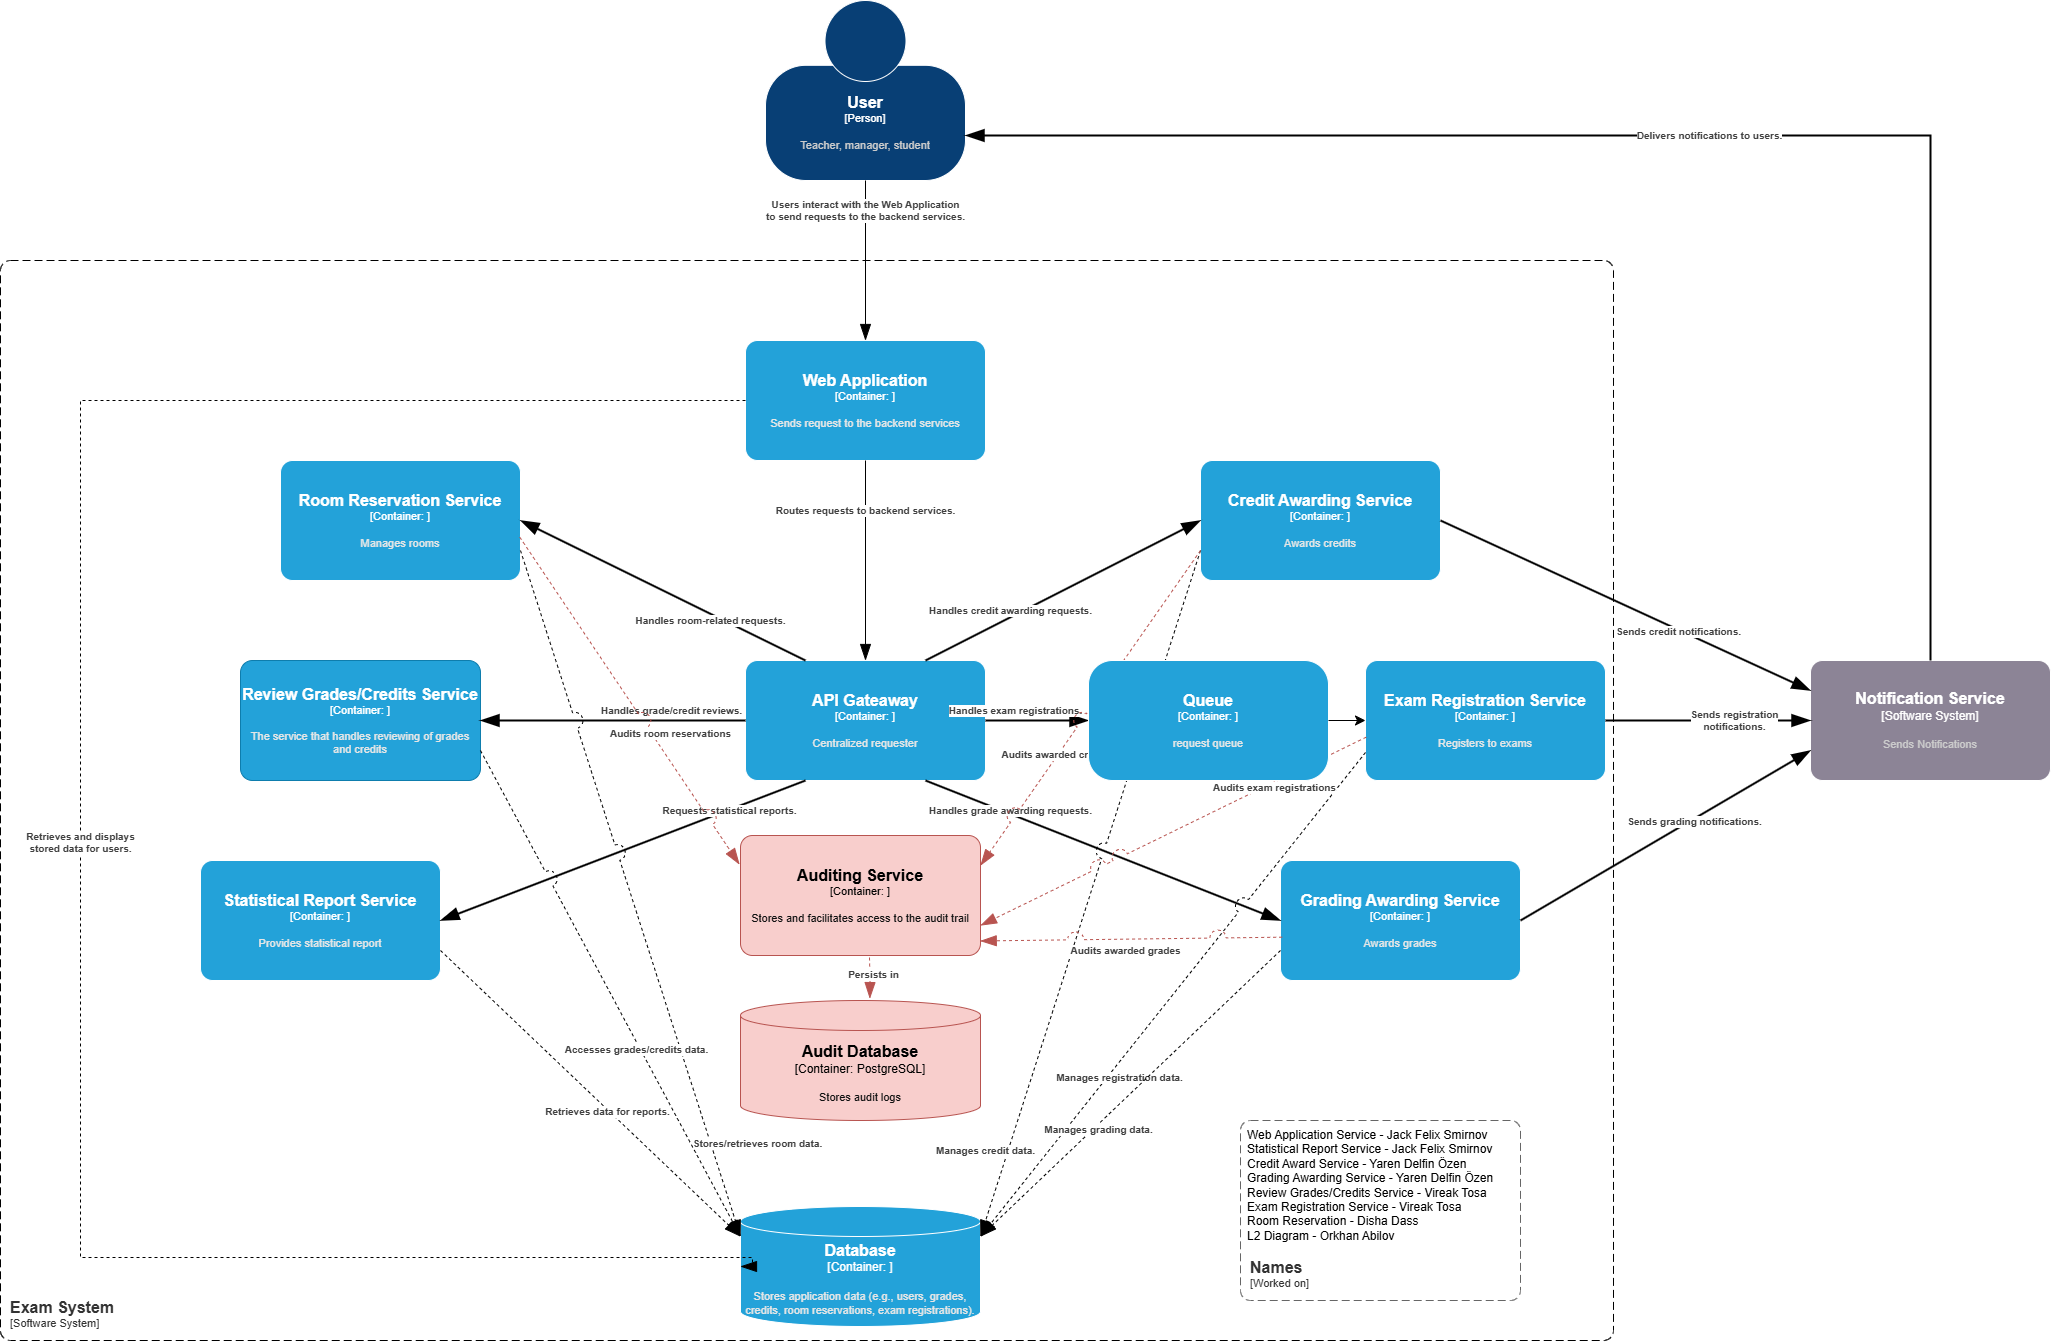 User
[Person]
Teacher, manager, student
Delivers notifications to users.
Users interact with the Web Application
to send requests to the backend services.
Web Application
[Container: ]
Sends request to the backend services
Room Reservation Service
[Container: ]
Manages rooms
Credit Awarding Service
[Container: ]
Awards credits
Routes requests to backend services.
Handles room-related requests.
Handles credit awarding requests.
Sends credit notifications.
Review Grades/Credits Service
[Container: ]
The service that handles reviewing of grades
and credits
Handles grade/credit reviews.
Audits room reservations
API Gateaway
[Container: ]
Centralized requester
Handles exam registrations.
Audits awarded cr
Queue
[Container: ]
request queue
Exam Registration Service
[Container: ]
Registers to exams
Sends registration
notifications.
Notification Service
[Software System]
Sends Notifications
Audits exam registrations
Requests statistical reports.
Handles grade awarding requests.
Sends grading notifications.
Retrieves and displays
stored data for users.
Statistical Report Service
[Container: ]
Provides statistical report
Auditing Service
[Container: ]
Stores and facilitates access to the audit trail
Grading Awarding Service
[Container: ]
Awards grades
Audits awarded grades
Persists in
Audit Database
[Container: PostgreSQL]
Stores audit logs
Accesses grades/credits data.
Manages registration data.
Retrieves data for reports.
Manages grading data.
Stores/retrieves room data.
Manages credit data.
Database
[Container: ]
Stores application data (e.g., users, grades,
credits, room reservations, exam registrations).
Web Application Service - Jack Felix Smirnov
Statistical Report Service - Jack Felix Smirnov
Credit Award Service - Yaren Delfin Özen
Grading Awarding Service - Yaren Delfin Özen
Review Grades/Credits Service - Vireak Tosa
Exam Registration Service - Vireak Tosa
Room Reservation - Disha Dass
L2 Diagram - Orkhan Abilov
Names
[Worked on]
Exam System
[Software System]